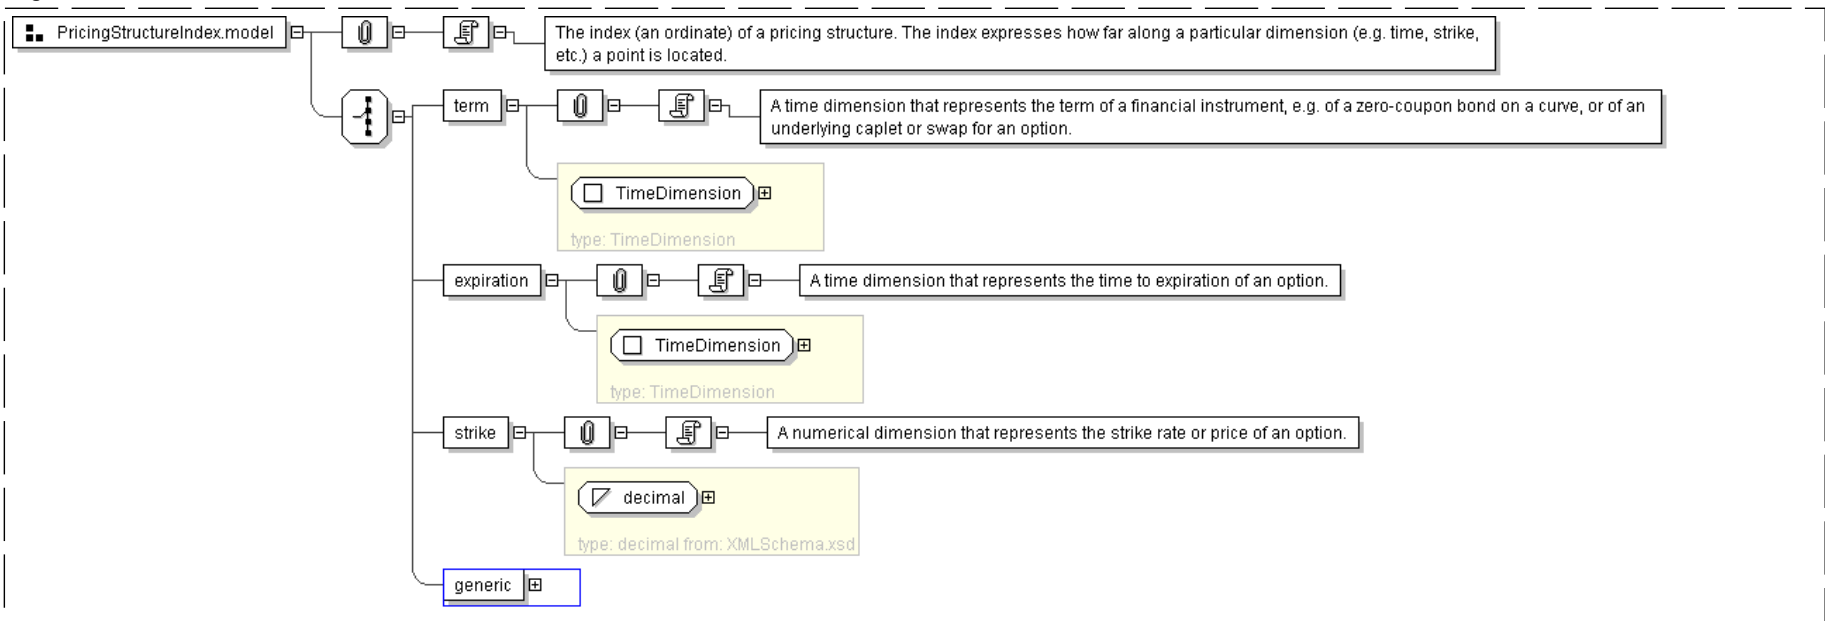 PricingStructureIndex.model
The index (an ordinate) of a pricing structure. The index expresses how far along a particular dimension (e.g. time, strike,
etc.) a point is located.
term
A time dimension that represents the term of a financial instrument, e.g. of a zero-coupon bond on a curve, or of an
underlying caplet or swap for an option.
TimeDimension
type: TimeDimension
expiration
A time dimension that represents the time to expiration of an option.
TimeDimension
type: TimeDimension
strike
A numerical dimension that represents the strike rate or price of an option.
decimal
type: decimal from: XMLSchema.xsd
generic